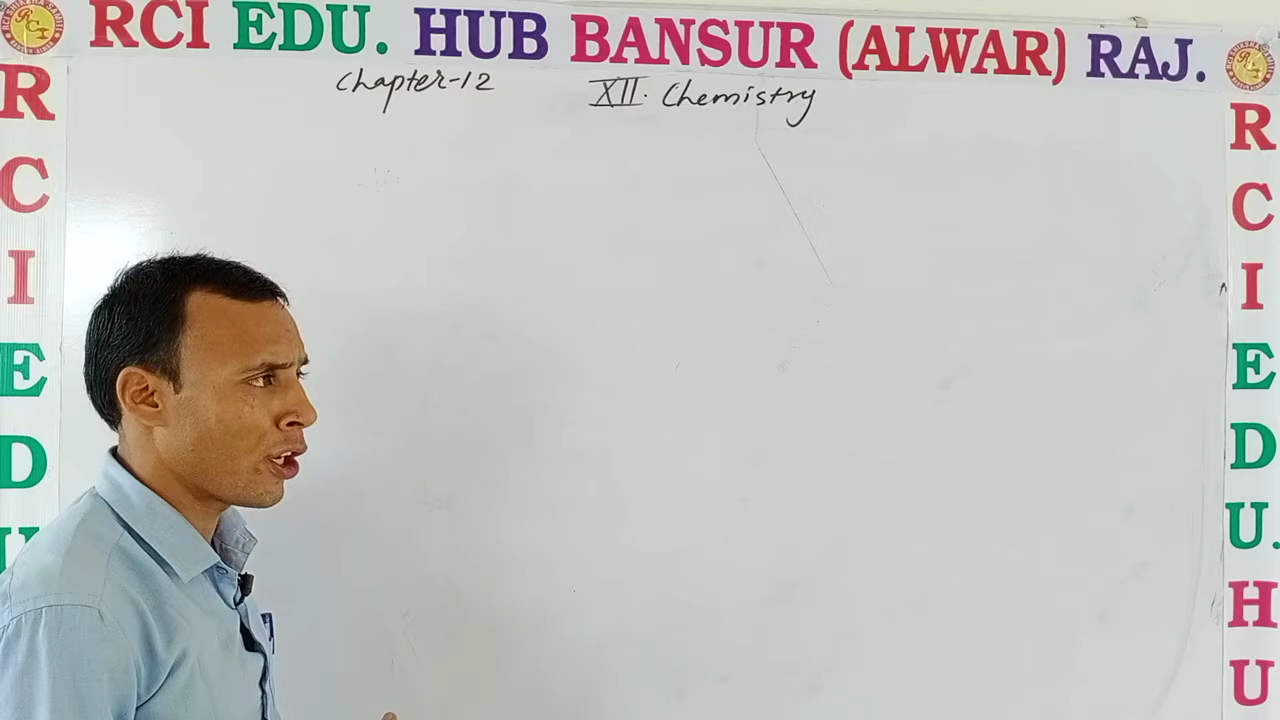 RCI EDU. HUB BANSUR (ALWAR) RAJ.
Chapter-12 XII. Chemistry
R
C
I
E
D
U
R
C
I
E
D
U.
H
U